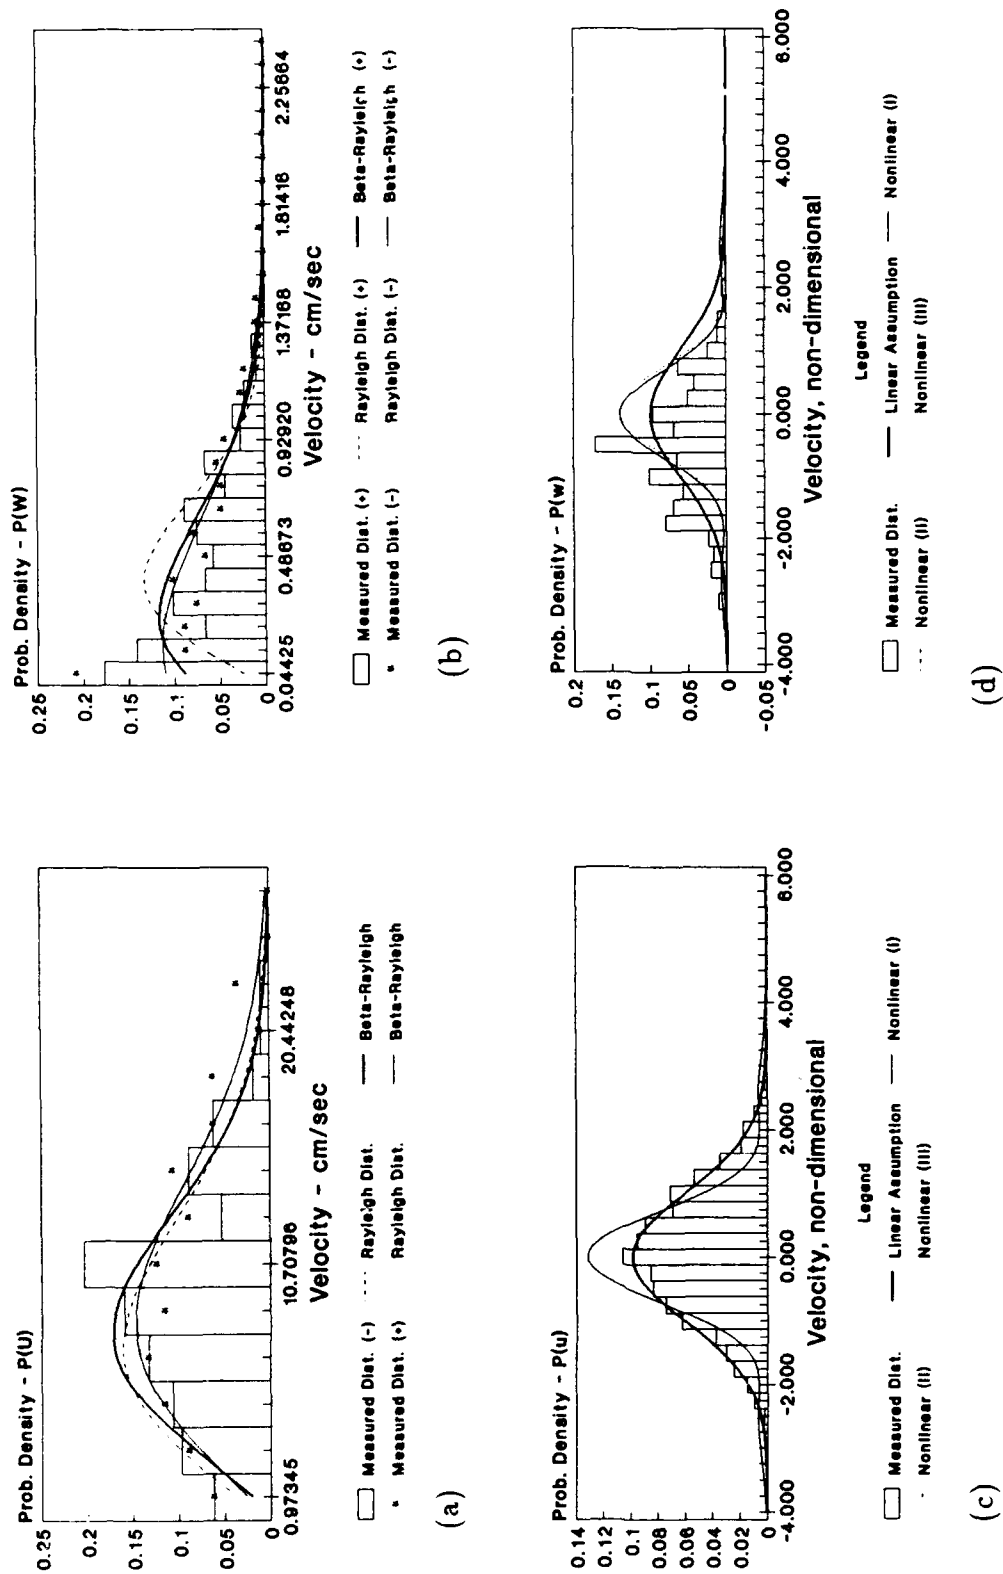 Prob. Density - P(U)
0.25
0.2
0.15
0.1
0.05
0
0.97345 10.70796 20.44248
Velocity - cm/sec
Measured Dist. (-) Rayleigh Dist. Beta-Rayleigh
Measured Dist. (+) Rayleigh Dist. Beta-Rayleigh
(a)
Prob. Density - P(W)
0.25
0.2
0.15
0.1
0.05
0
0.04425 0.48673 0.92920 1.37168 1.81416 2.25664
Velocity - cm/sec
Measured Dist. (+) Rayleigh Dist. (+) Beta-Rayleigh (+)
Measured Dist. (-) Rayleigh Dist. (-) Beta-Rayleigh (-)
(b)
Prob. Density - P(u)
0.14
0.12
0.1
0.08
0.06
0.04
0.02
0
-4.000 -2.000 0.000 2.000 4.000 6.000
Velocity, non-dimensional
Legend
Measured Dist. Linear Assumption Nonlinear (I)
Nonlinear (II) Nonlinear (III)
(c)
Prob. Density - P(w)
0.2
0.15
0.1
0.05
0
-0.05
-4.000 -2.000 0.000 2.000 4.000 6.000
Velocity, non-dimensional
Legend
Measured Dist. Linear Assumption Nonlinear (I)
Nonlinear (II) Nonlinear (III)
(d)